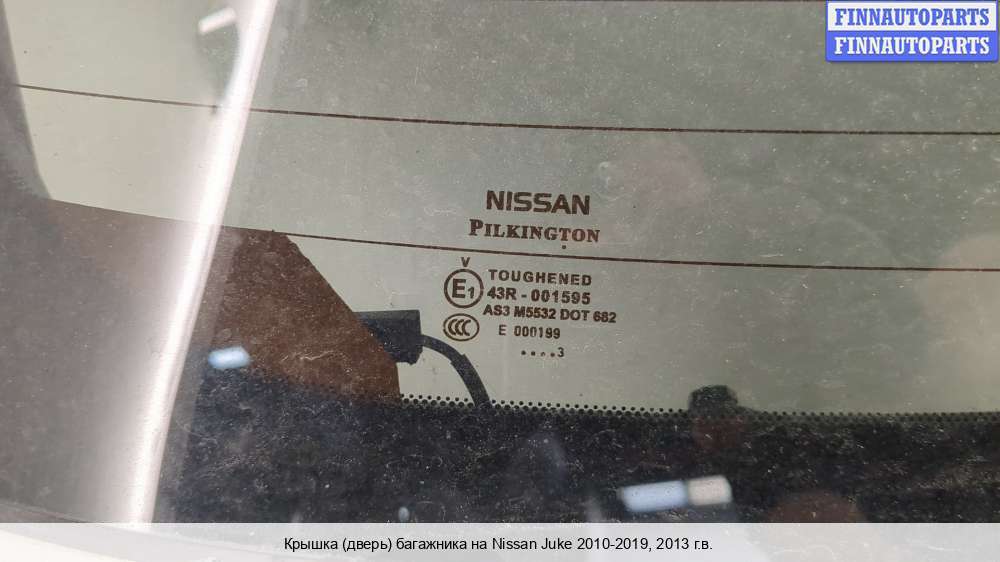 FINNAUTOPARTS
FINNAUTOPARTS
NISSAN
PILKINGTON
V
TOUGHENED
E1 43R - 001595
AS3 M5532 DOT 682
CCC E 000199
....3
Крышка (дверь) багажника на Nissan Juke 2010-2019, 2013 г.в.